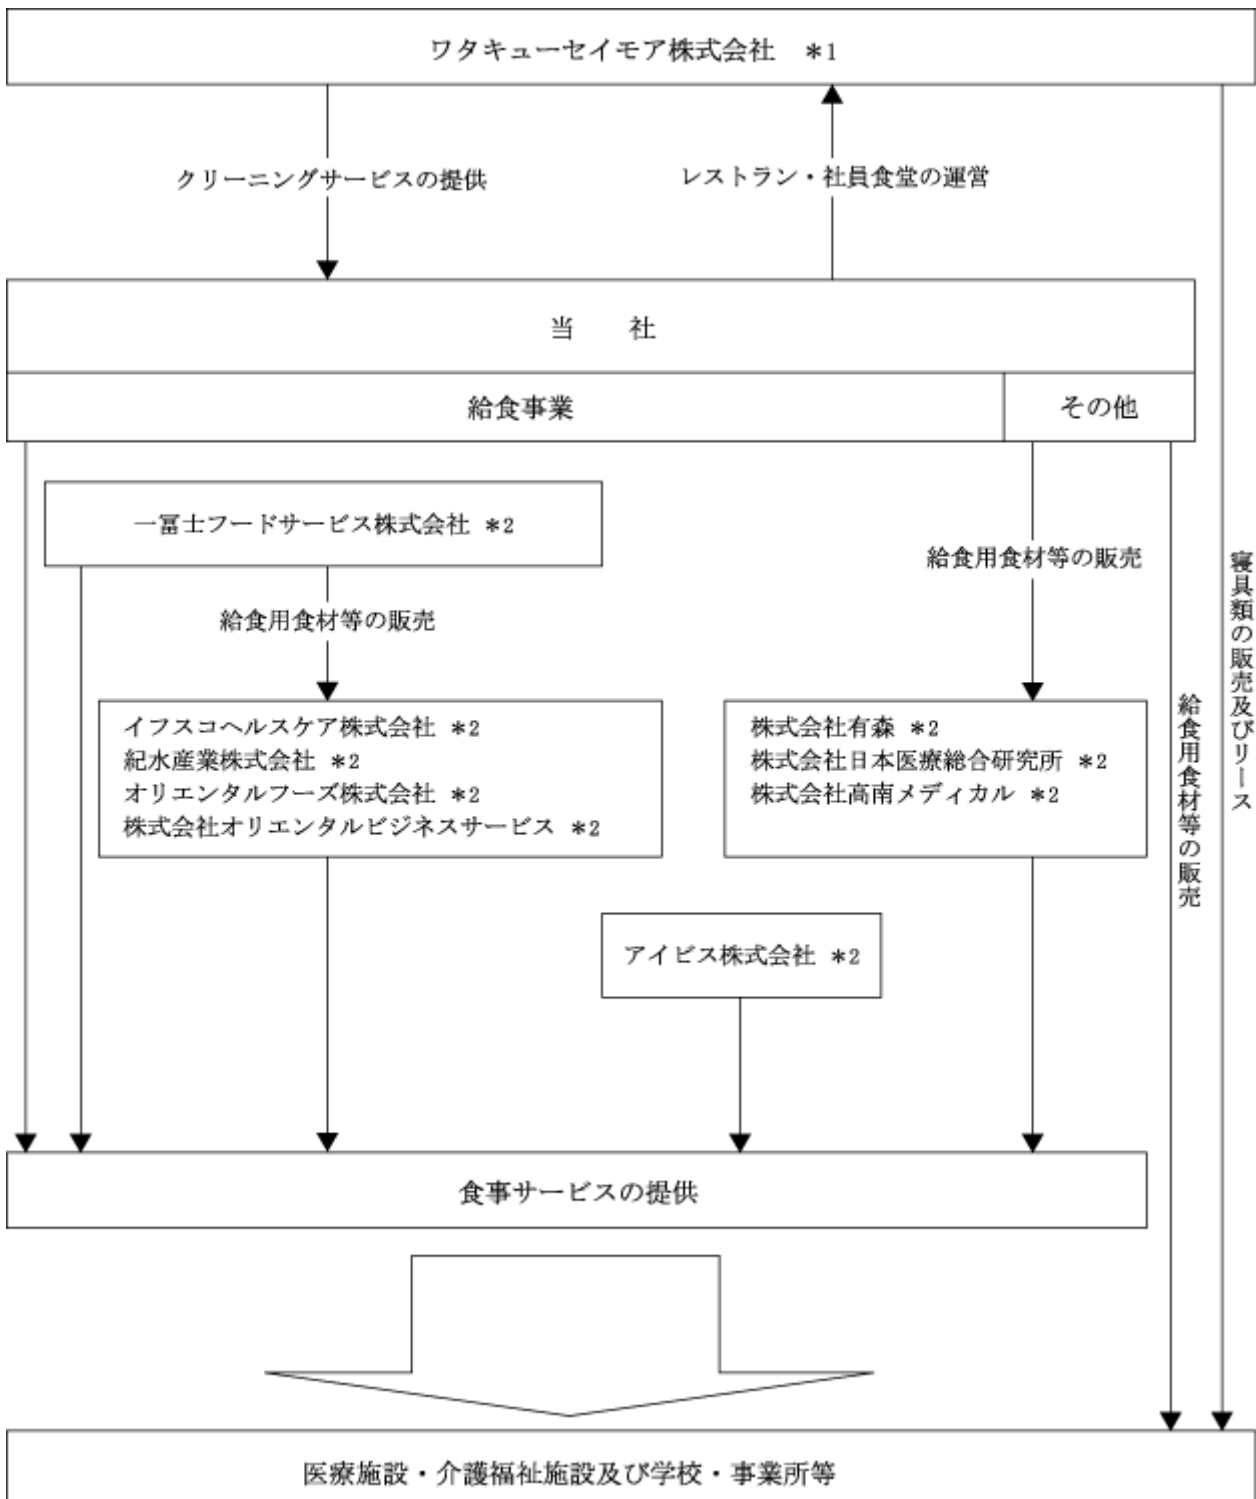 ワタキューセイモア株式会社 *1
クリーニングサービスの提供
レストラン・社員食堂の運営
当 社
給食事業
その他
一冨士フードサービス株式会社 *2
給食用食材等の販売
給食用食材等の販売
イフスコヘルスケア株式会社 *2
紀水産業株式会社 *2
オリエンタルフーズ株式会社 *2
株式会社オリエンタルビジネスサービス *2
株式会社有森 *2
株式会社日本医療総合研究所 *2
株式会社高南メディカル *2
アイビス株式会社 *2
給食用食材等の販売
寝具類の販売及びリース
食事サービスの提供
医療施設・介護福祉施設及び学校・事業所等